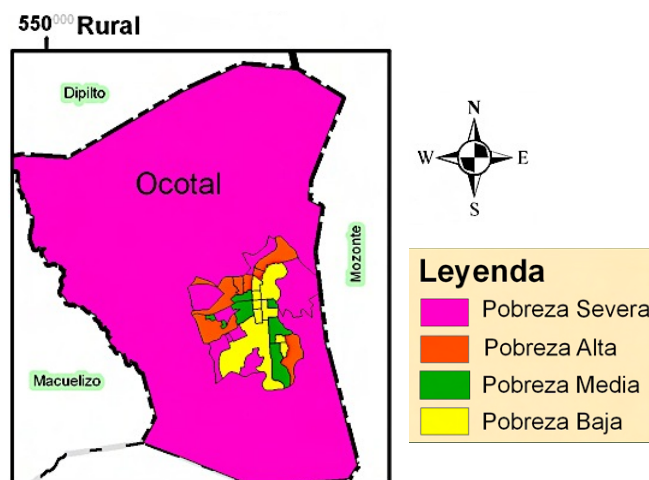 550000 Rural
Dipilto
N
W E
S
Ocotal
Mozonte
Leyenda
Pobreza Severa
Pobreza Alta
Pobreza Media
Pobreza Baja
Macuelizo